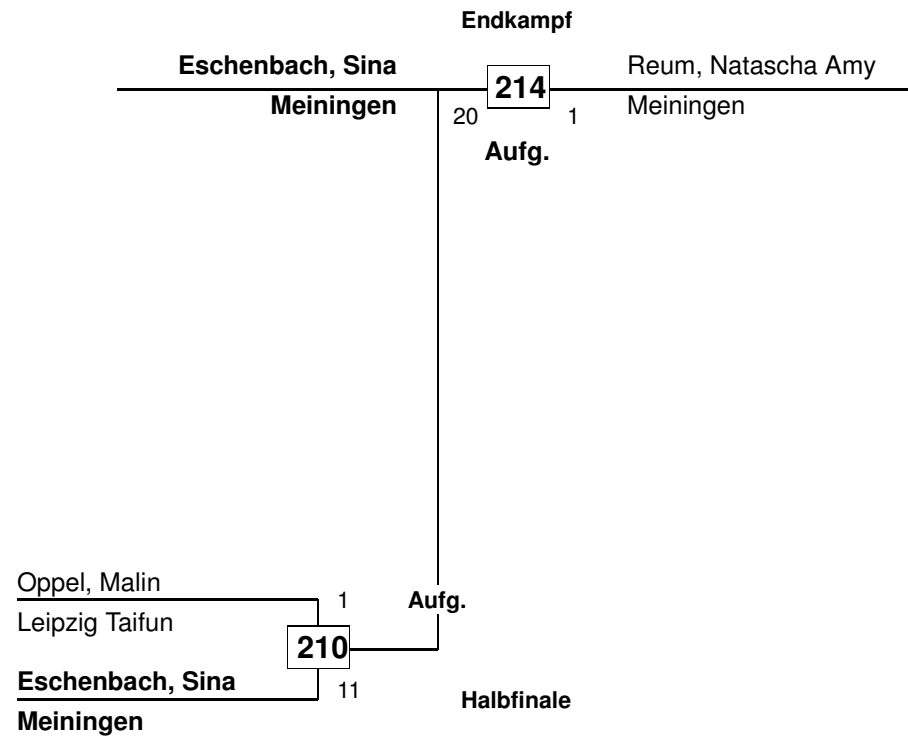 Endkampf
Eschenbach, Sina
Meiningen
214
Reum, Natascha Amy
Meiningen
20
1
Aufg.
Oppel, Malin
Leipzig Taifun
1
Aufg.
210
Eschenbach, Sina
Meiningen
11
Halbfinale